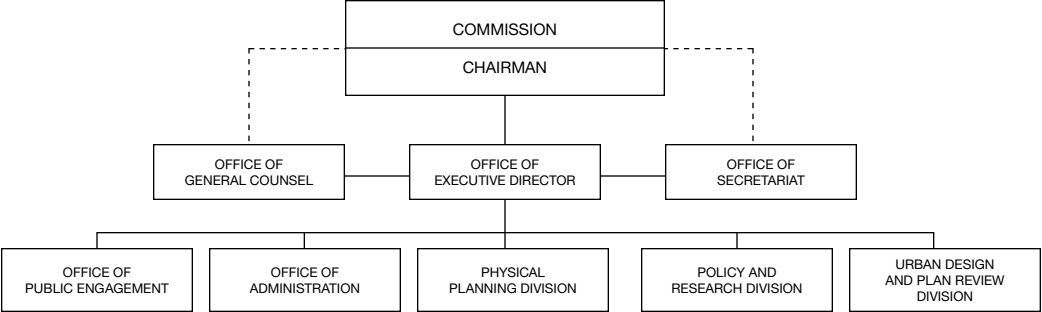 COMMISSION
CHAIRMAN
OFFICE OF
GENERAL COUNSEL
OFFICE OF
EXECUTIVE DIRECTOR
OFFICE OF
SECRETARIAT
OFFICE OF
PUBLIC ENGAGEMENT
OFFICE OF
ADMINISTRATION
PHYSICAL
PLANNING DIVISION
POLICY AND
RESEARCH DIVISION
URBAN DESIGN
AND PLAN REVIEW
DIVISION